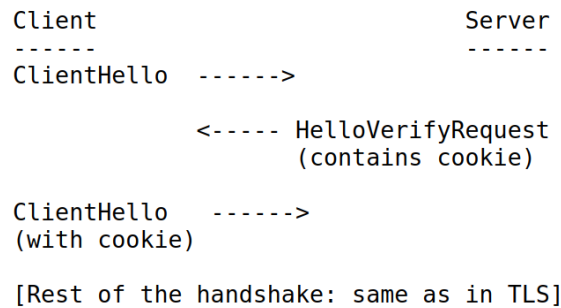 Client                           Server
------                           ------
ClientHello  ------>
<----- HelloVerifyRequest
(contains cookie)
ClientHello   ------>
(with cookie)
[Rest of the handshake: same as in TLS]